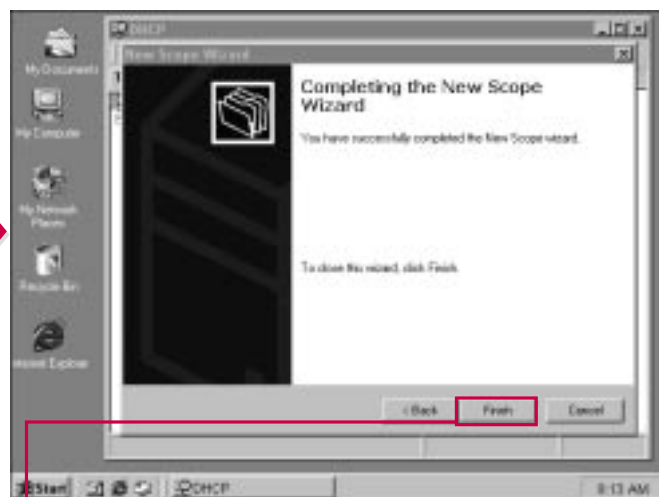 DHCP
New Scope Wizard
My Documents
My Computer
My Network
Places
Recycle Bin
Internet Explorer
Completing the New Scope
Wizard
You have successfully completed the New Scope wizard.
To close this wizard, click Finish.
< Back
Finish
Cancel
Start
DHCP
8:13 AM